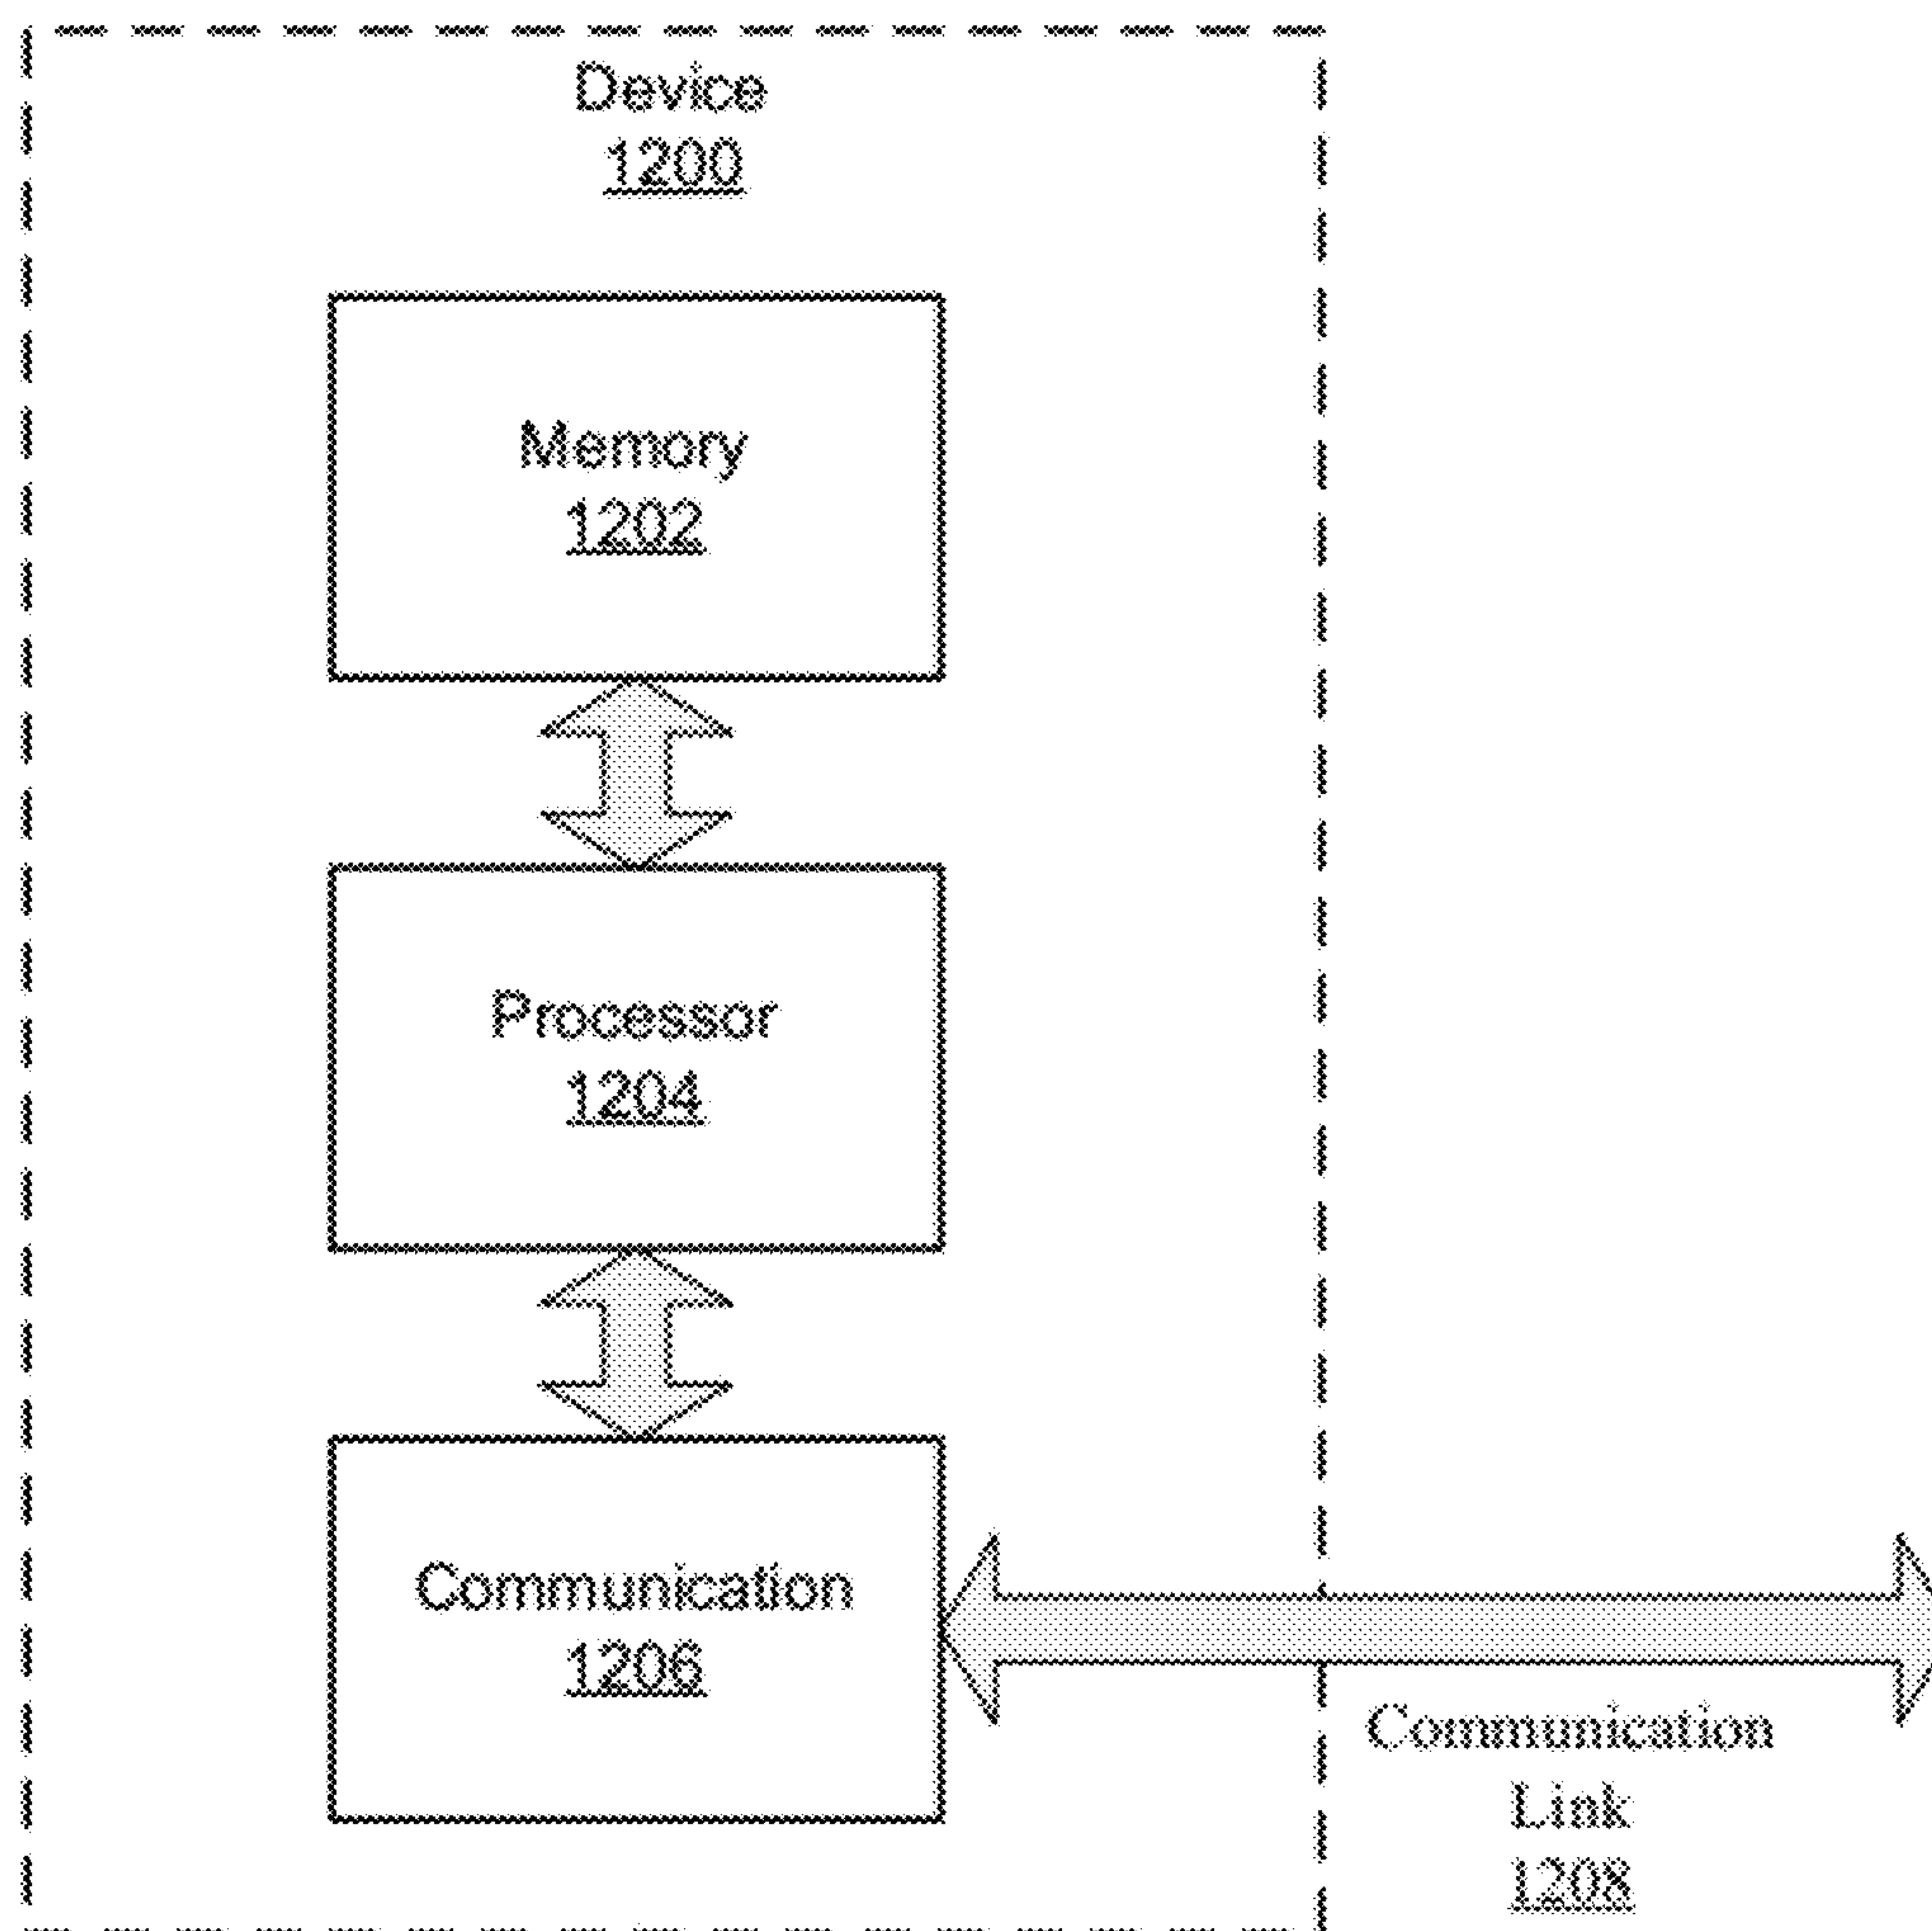 Device
1200
Memory
1202
Processor
1204
Communication
1206
Communication
Link
1208